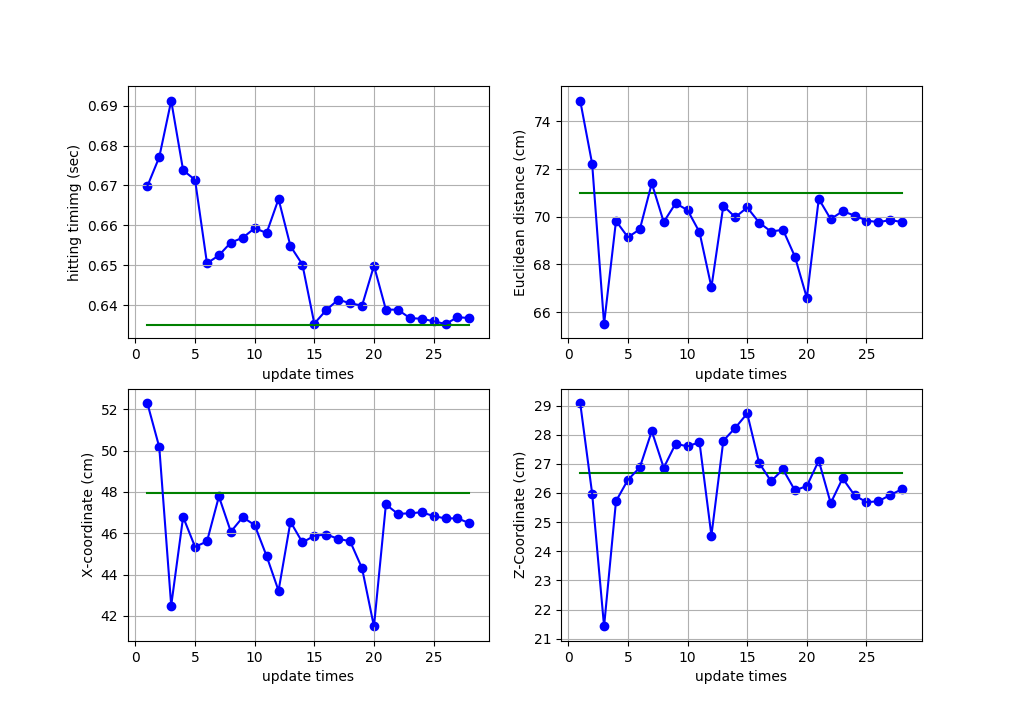 hitting timimg (sec)
0.69
0.68
0.67
0.66
0.65
0.64
0 5 10 15 20 25
update times
Euclidean distance (cm)
74
72
70
68
66
0 5 10 15 20 25
update times
X-coordinate (cm)
52
50
48
46
44
42
0 5 10 15 20 25
update times
Z-Coordinate (cm)
29
28
27
26
25
24
23
22
21
0 5 10 15 20 25
update times